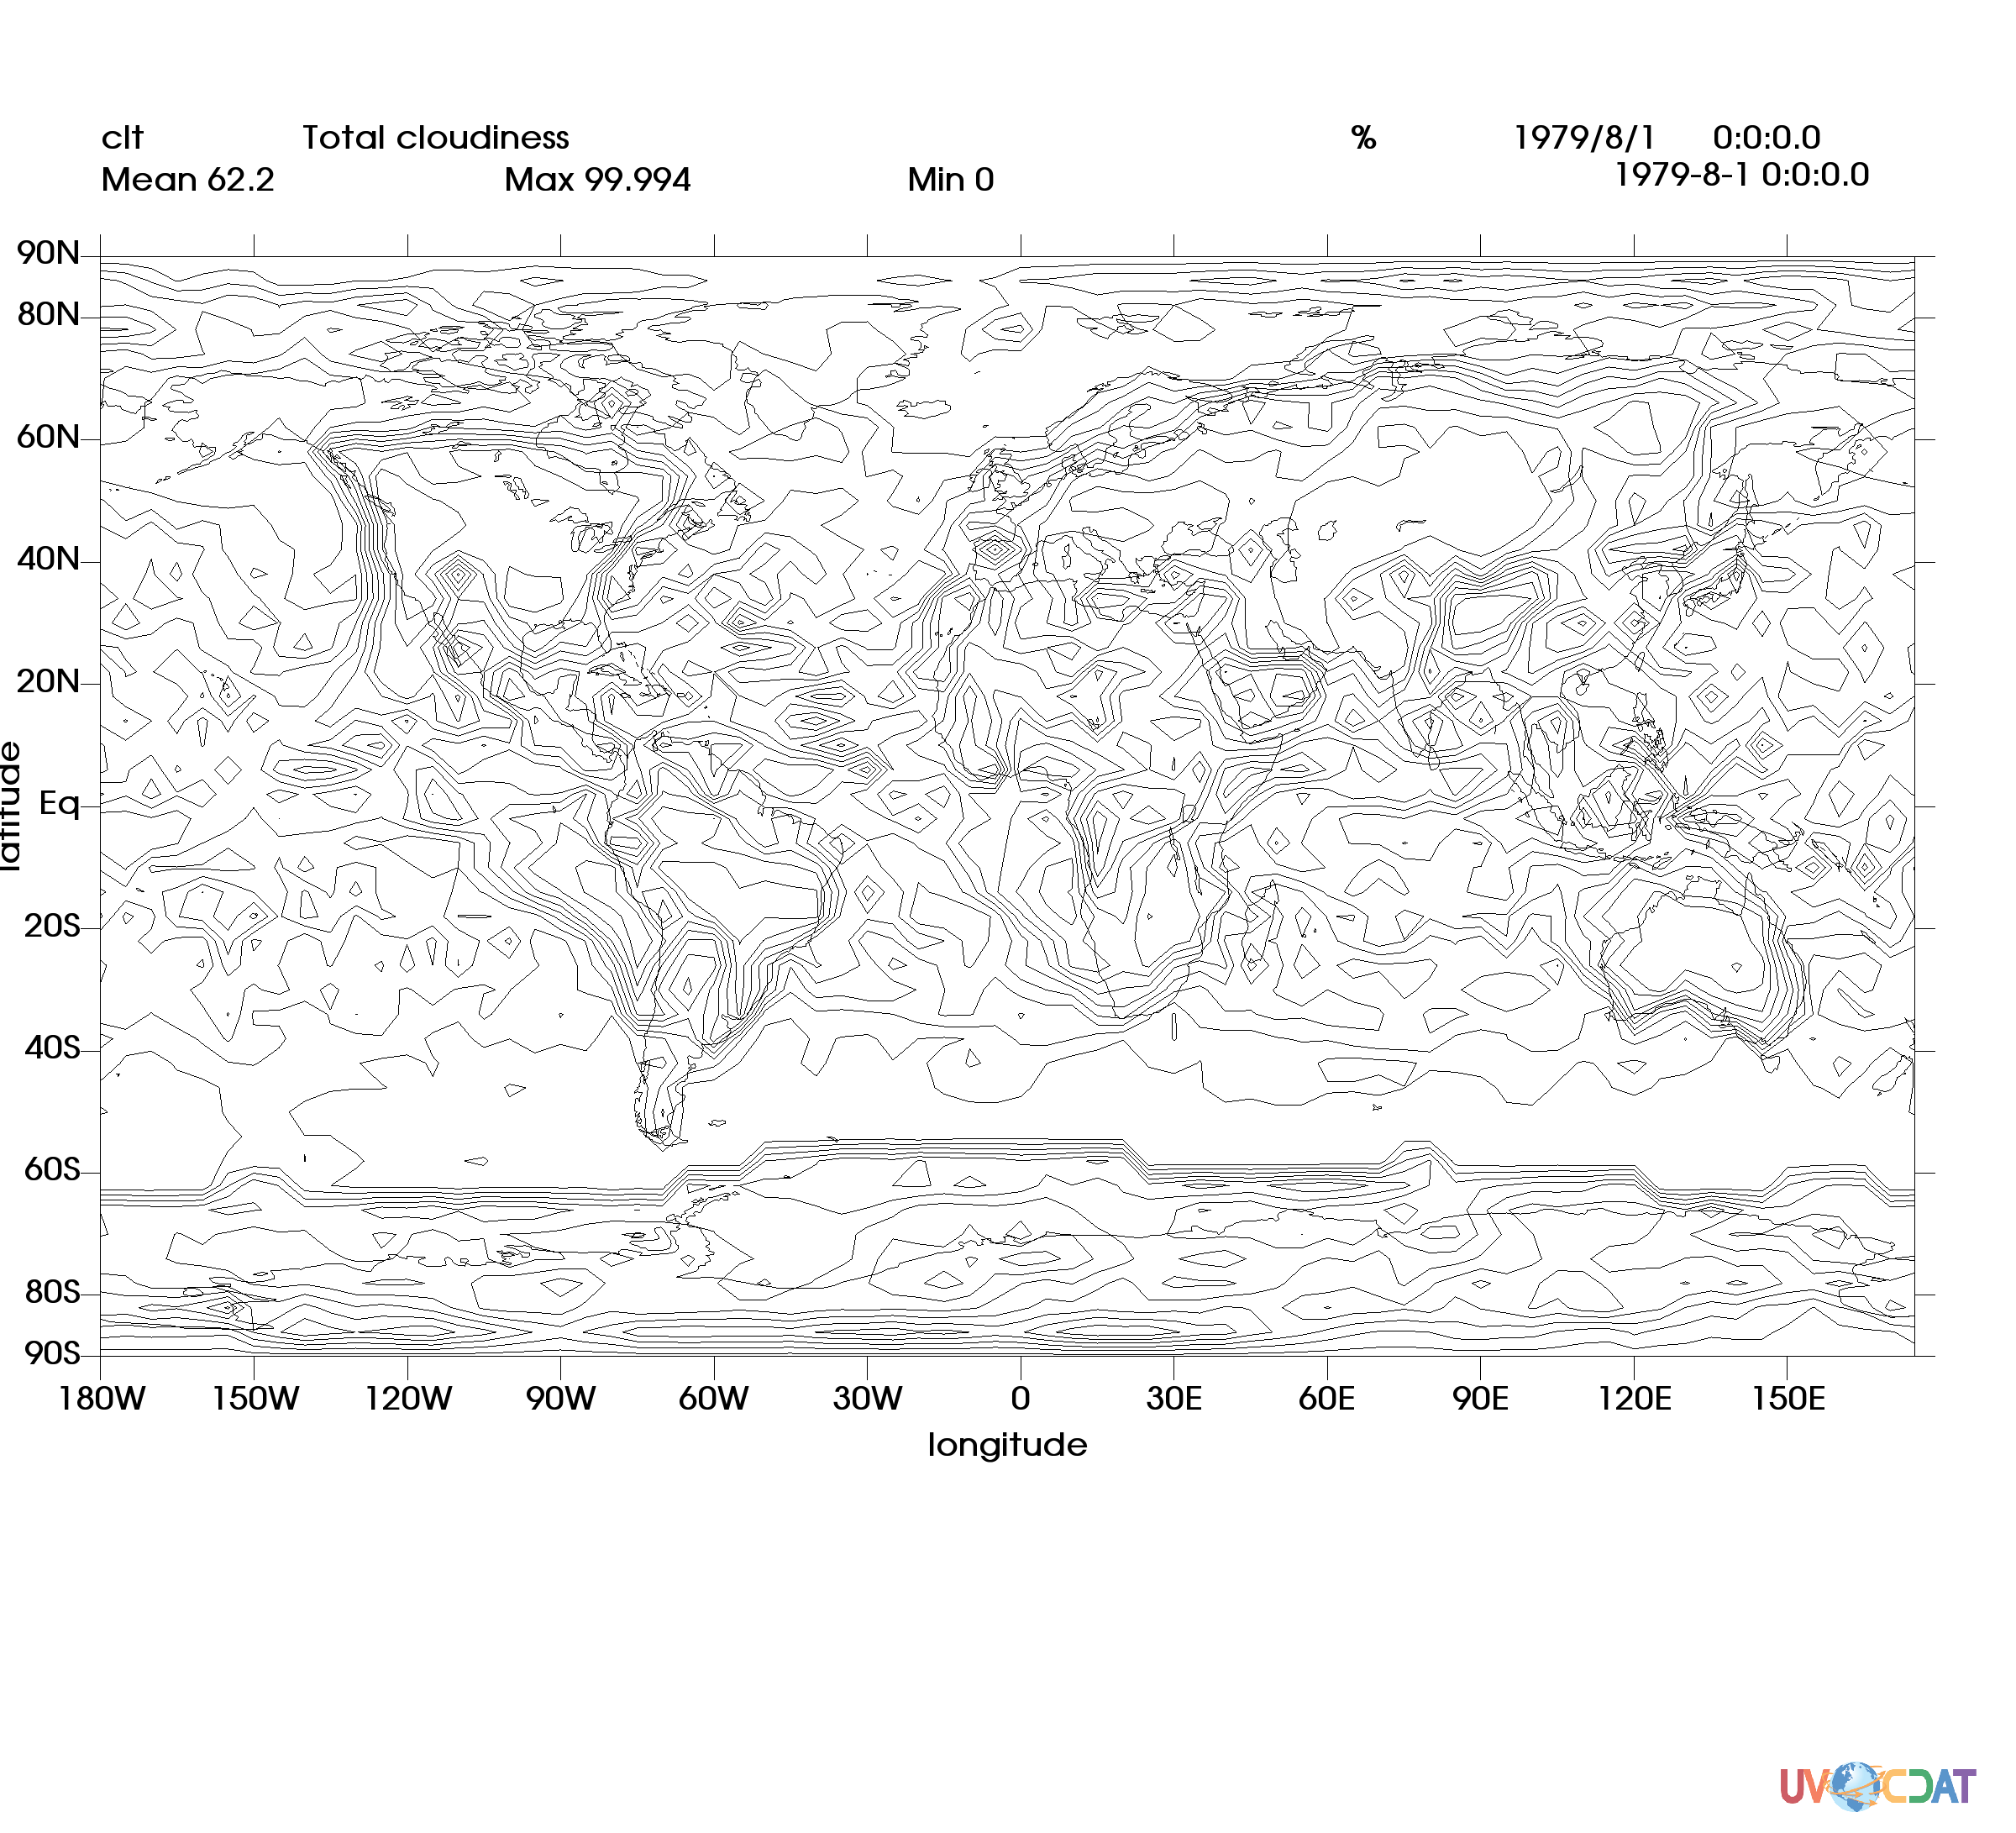 clt Total cloudiness % 1979/8/1 0:0:0.0
Mean 62.2 Max 99.994 Min 0 1979-8-1 0:0:0.0
90N
80N
60N
40N
20N
Eq
20S
40S
60S
80S
90S
latitude
180W 150W 120W 90W 60W 30W 0 30E 60E 90E 120E 150E
longitude
UV CDAT